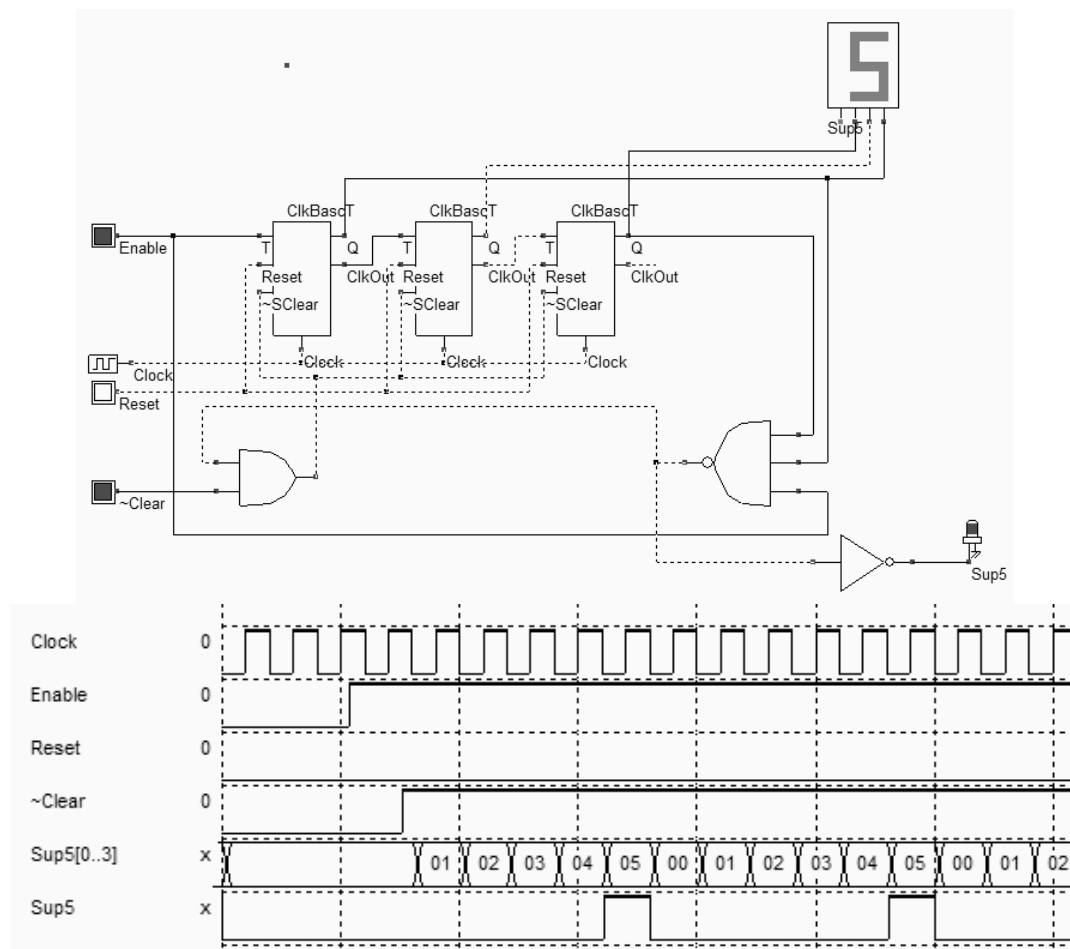 5
Sup5
ClkBascT ClkBascT ClkBascT
Enable T Q T Q T Q
Reset ClkOut Reset ClkOut Reset ClkOut
~SClear ~SClear ~SClear
Clock Clock Clock Clock
Reset
~Clear
Sup5
Clock 0
Enable 0
Reset 0
~Clear 0
Sup5[0..3] x 01 02 03 04 05 00 01 02 03 04 05 00 01 02
Sup5 x